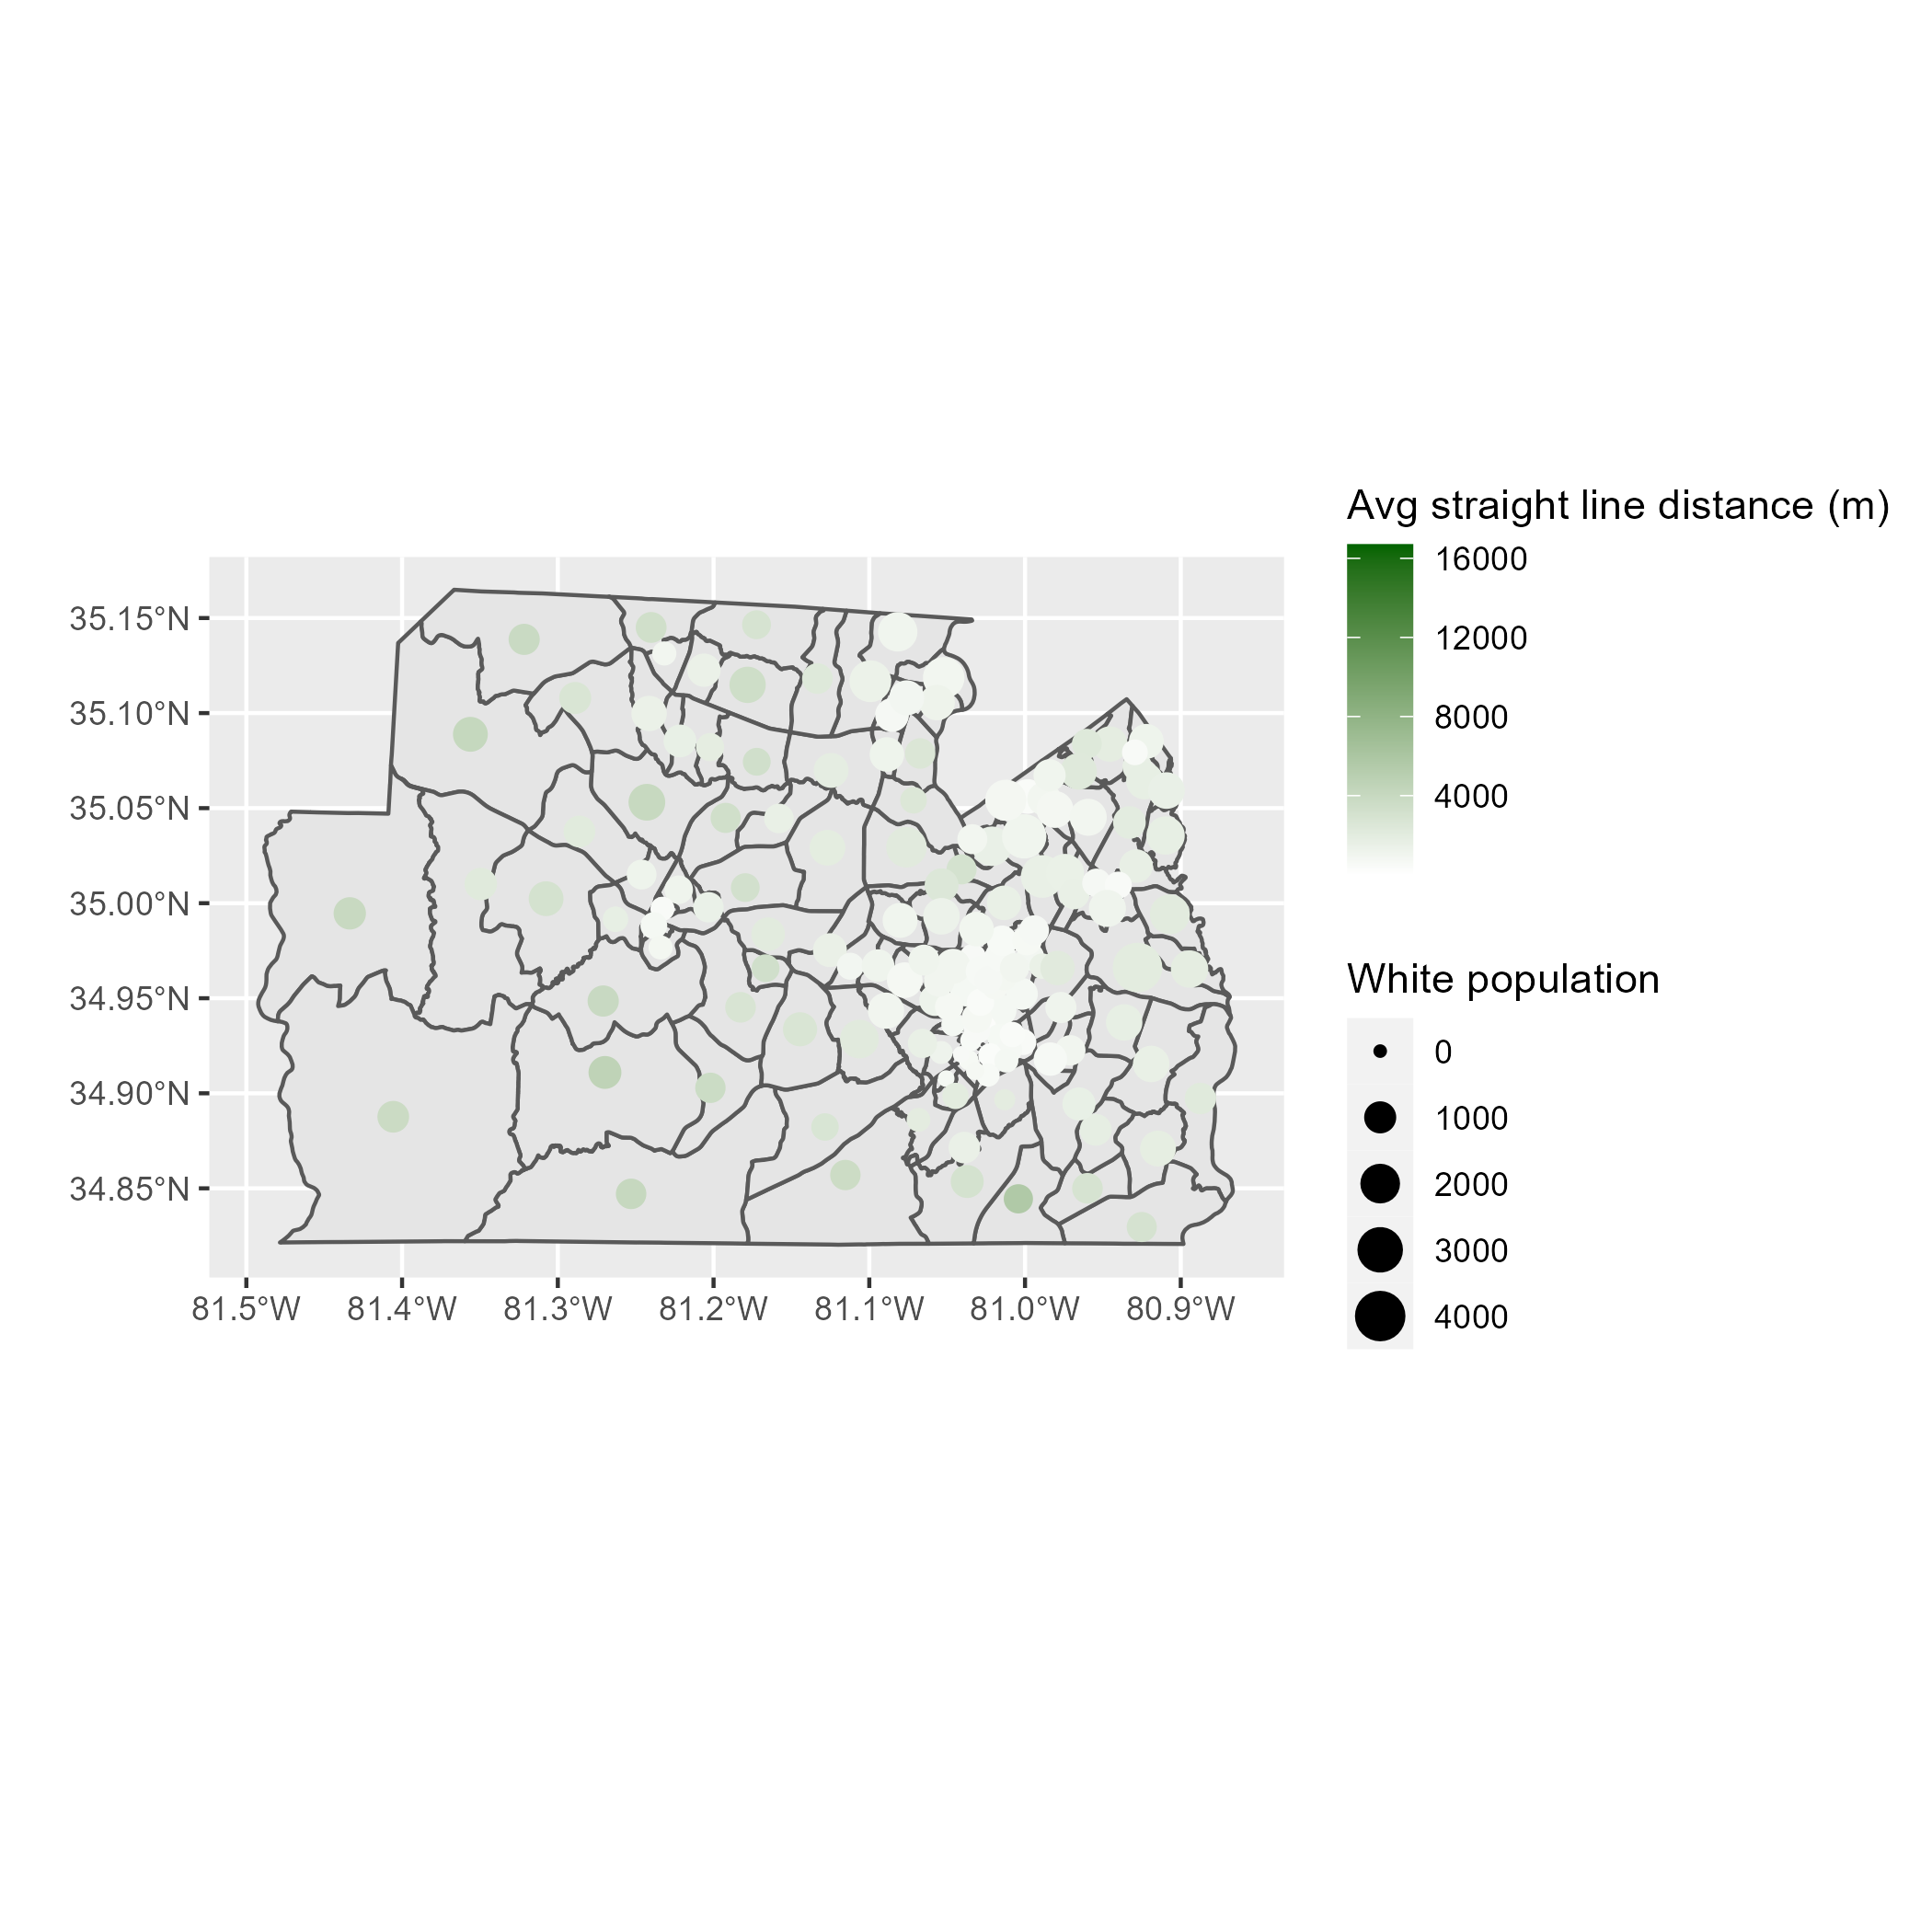 Avg straight line distance (m)
16000
12000
8000
4000
White population
0
1000
2000
3000
4000
35.15°N
35.10°N
35.05°N
35.00°N
34.95°N
34.90°N
34.85°N
81.5°W 81.4°W 81.3°W 81.2°W 81.1°W 81.0°W 80.9°W